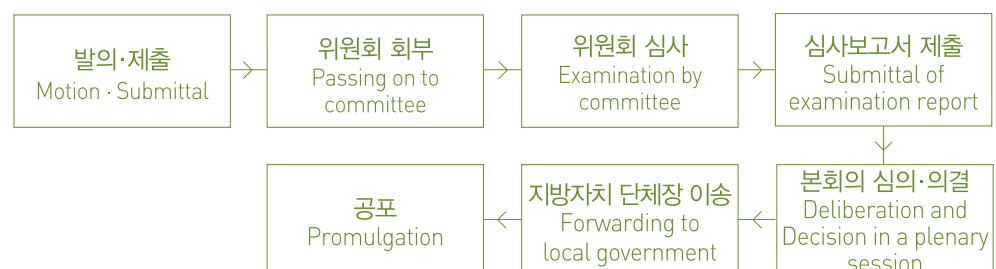 발의·제출
Motion · Submittal
위원회 회부
Passing on to
committee
위원회 심사
Examination by
committee
심사보고서 제출
Submittal of
examination report
본회의 심의·의결
Deliberation and
Decision in a plenary
session
지방자치 단체장 이송
Forwarding to
local government
공포
Promulgation